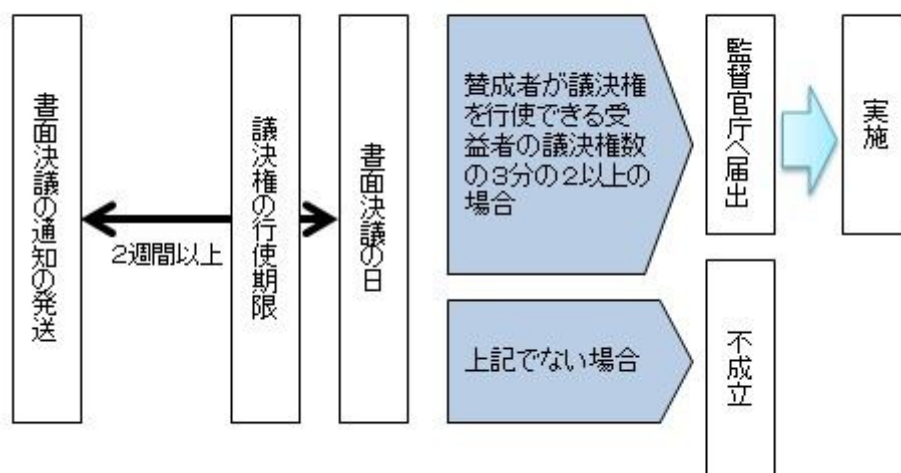 書面決議の通知の発送
2週間以上
議決権の行使期限
書面決議の日
賛成者が議決権
を行使できる受
益者の議決権数
の3分の2以上の
場合
監督官庁へ届出
実施
上記でない場合
不成立